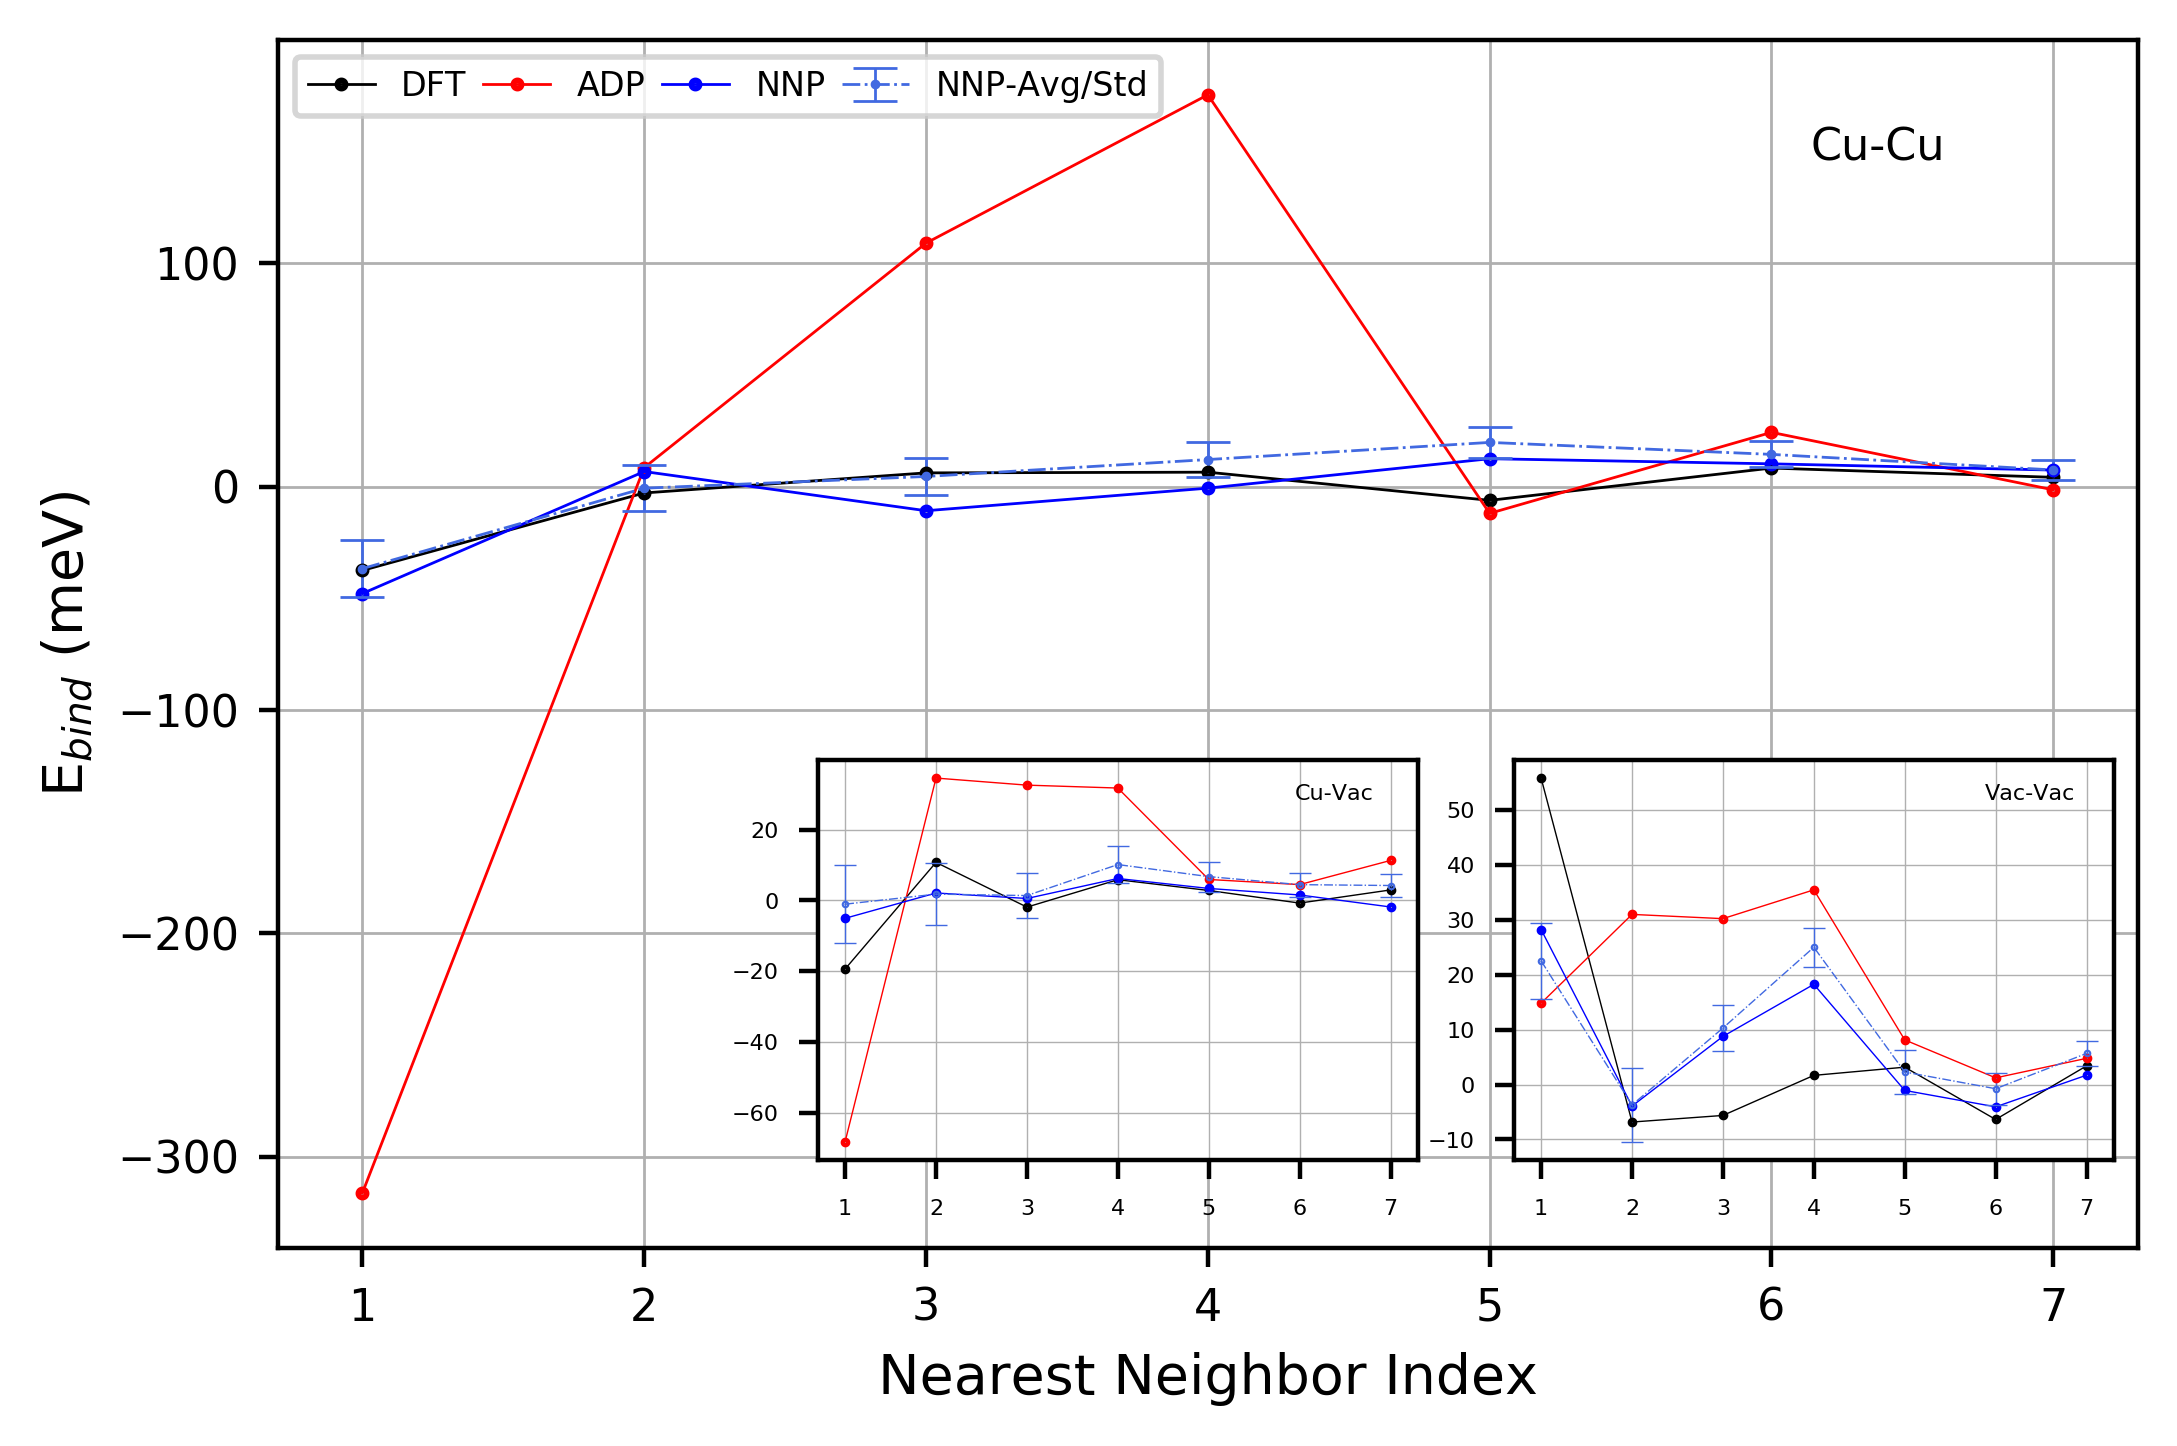 DFT ADP NNP NNP-Avg/Std
Cu-Cu
100
0
−100
−200
−300
E_bind (meV)
Cu-Vac
20
0
−20
−40
−60
1 2 3 4 5 6 7
Vac-Vac
50
40
30
20
10
0
−10
1 2 3 4 5 6 7
1 2 3 4 5 6 7
Nearest Neighbor Index